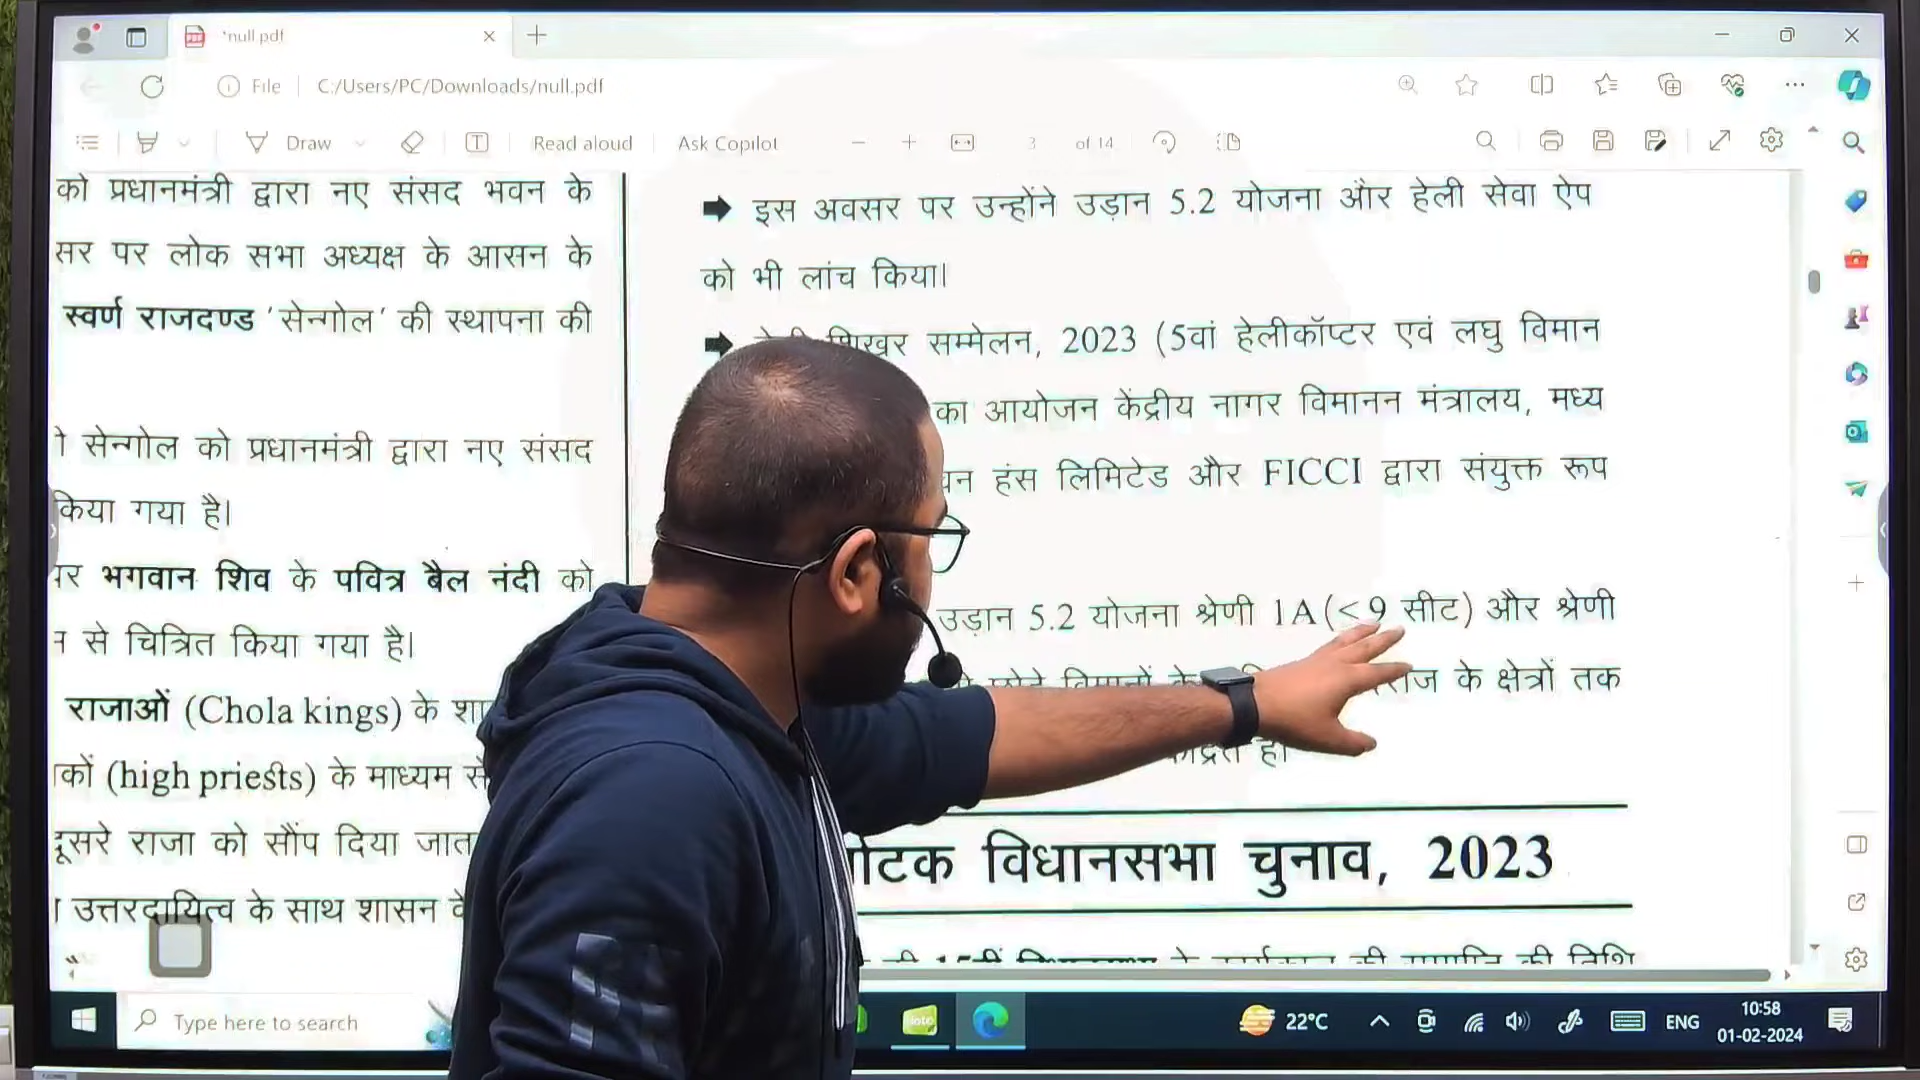 *null.pdf
File
C:/Users/PC/Downloads/null.pdf
Draw
Read aloud
Ask Copilot
3 of 14
को प्रधानमंत्री द्वारा नए संसद भवन के
सर पर लोक सभा अध्यक्ष के आसन के
स्वर्ण राजदण्ड 'सेन्गोल' की स्थापना की
सेन्गोल को प्रधानमंत्री द्वारा नए संसद
किया गया है।
भगवान शिव के पवित्र बैल नंदी को
से चित्रित किया गया है।
राजाओं (Chola kings) के
(high priests) के माध्यम से
दूसरे राजा को सौंप दिया
उत्तरदायित्व के साथ शासन
➡ इस अवसर पर उन्होंने उड़ान 5.2 योजना और हेली सेवा ऐप
को भी लांच किया।
➡ शिखर सम्मेलन, 2023 (5वां हेलीकॉप्टर एवं लघु विमान
का आयोजन केंद्रीय नागर विमानन मंत्रालय, मध्य
हंस लिमिटेड और FICCI द्वारा संयुक्त रूप
उड़ान 5.2 योजना श्रेणी 1A (<9 सीट) और श्रेणी
के क्षेत्रों तक
है।
विधानसभा चुनाव, 2023
Type here to search
22°C
ENG
10:58
01-02-2024